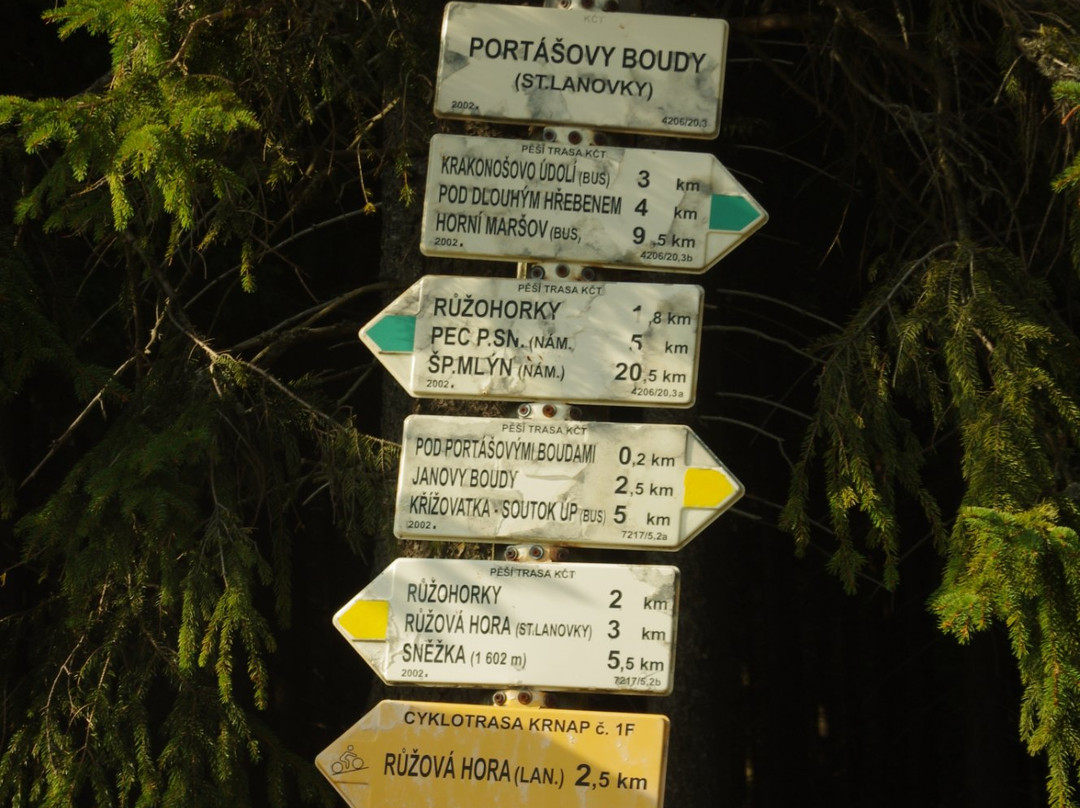 KČT
PORTÁŠOVY BOUDY
(ST.LANOVKY)
2002. 4206/20,3
PĚŠÍ TRASA KČT
KRAKONOŠOVO ÚDOLÍ (BUS) 3 km
POD DLOUHÝM HŘEBENEM 4 km
HORNÍ MARŠOV (BUS) 9,5 km
2002. 4206/20,3b
PĚŠÍ TRASA KČT
RŮŽOHORKY 1,8 km
PEC P.SN. (NÁM. 5 km
ŠP.MLÝN (NÁM.) 20,5 km
2002. 4206/20,3a
PĚŠÍ TRASA KČT
POD PORTÁŠOVÝMI BOUDAMI 0,2 km
JANOVY BOUDY 2,5 km
KŘÍŽOVATKA - SOUTOK ÚP (BUS) 5 km
2002. 7217/5,2a
PĚŠÍ TRASA KČT
RŮŽOHORKY 2 km
RŮŽOVÁ HORA (ST.LANOVKY) 3 km
SNĚŽKA (1 602 m) 5,5 km
2002. 7217/5,2b
CYKLOTRASA KRNAP č. 1F
RŮŽOVÁ HORA (LAN.) 2,5 km